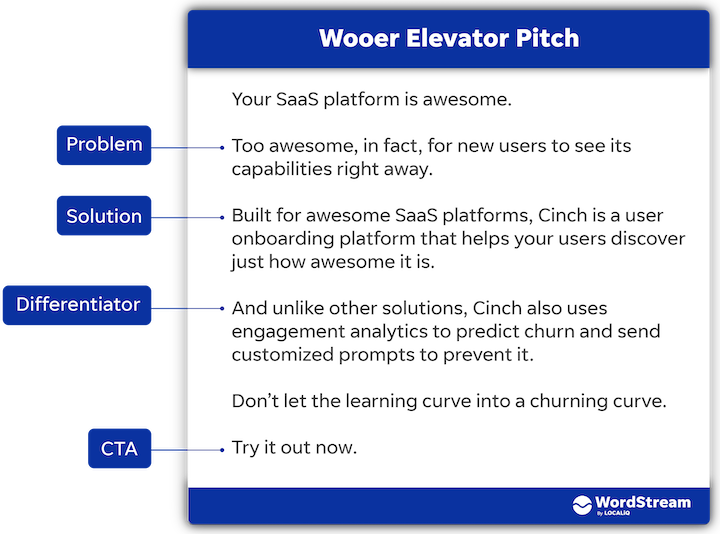 Wooer Elevator Pitch
Your SaaS platform is awesome.
Problem
Too awesome, in fact, for new users to see its
capabilities right away.
Solution
Built for awesome SaaS platforms, Cinch is a user
onboarding platform that helps your users discover
just how awesome it is.
Differentiator
And unlike other solutions, Cinch also uses
engagement analytics to predict churn and send
customized prompts to prevent it.
Don’t let the learning curve into a churning curve.
CTA
Try it out now.
WordStream
By LOCALiQ